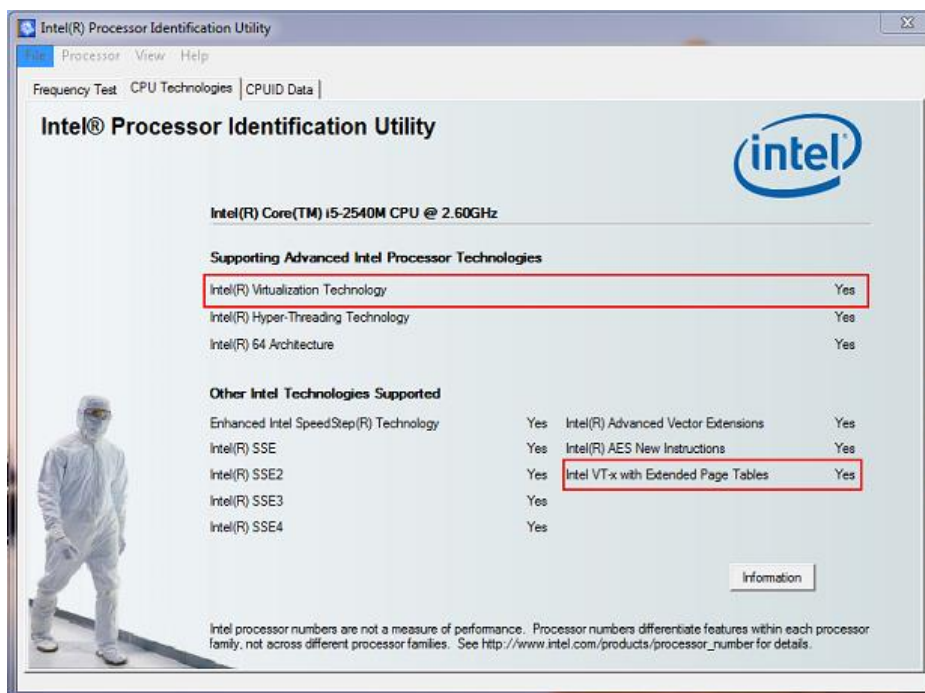 Intel(R) Processor Identification Utility
File Processor View Help
Frequency Test CPU Technologies CPUID Data
Intel® Processor Identification Utility
intel
Intel(R) Core(TM) i5-2540M CPU @ 2.60GHz
Supporting Advanced Intel Processor Technologies
Intel(R) Virtualization Technology Yes
Intel(R) Hyper-Threading Technology Yes
Intel(R) 64 Architecture Yes
Other Intel Technologies Supported
Enhanced Intel SpeedStep(R) Technology Yes Intel(R) Advanced Vector Extensions Yes
Intel(R) SSE Yes Intel(R) AES New Instructions Yes
Intel(R) SSE2 Yes Intel VT-x with Extended Page Tables Yes
Intel(R) SSE3 Yes
Intel(R) SSE4 Yes
Information
Intel processor numbers are not a measure of performance. Processor numbers differentiate features within each processor
family, not across different processor families. See http://www.intel.com/products/processor_number for details.